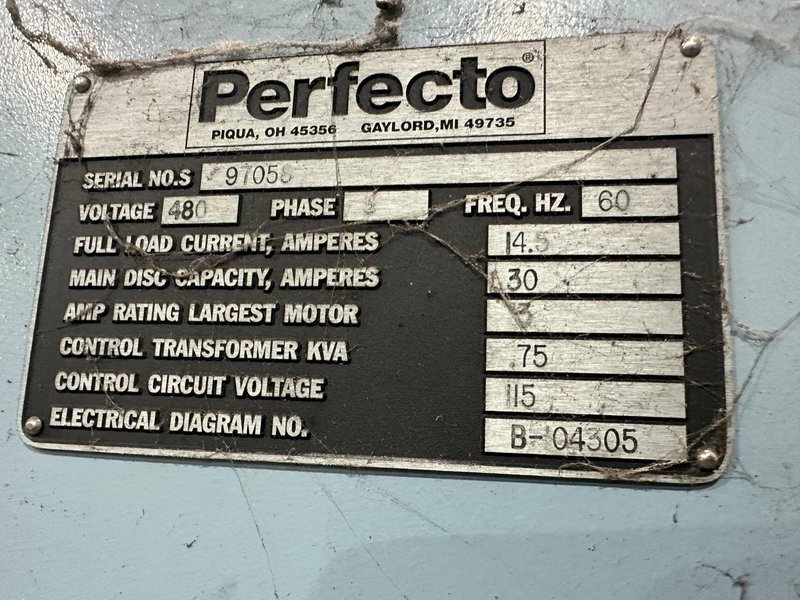 Perfecto®
PIQUA, OH 45356 GAYLORD, MI 49735
SERIAL NO.S 97058
VOLTAGE 480 PHASE 3 FREQ. HZ. 60
FULL LOAD CURRENT, AMPERES 14.5
MAIN DISC CAPACITY, AMPERES 30
AMP RATING LARGEST MOTOR
CONTROL TRANSFORMER KVA .75
CONTROL CIRCUIT VOLTAGE 115
ELECTRICAL DIAGRAM NO. B-04305